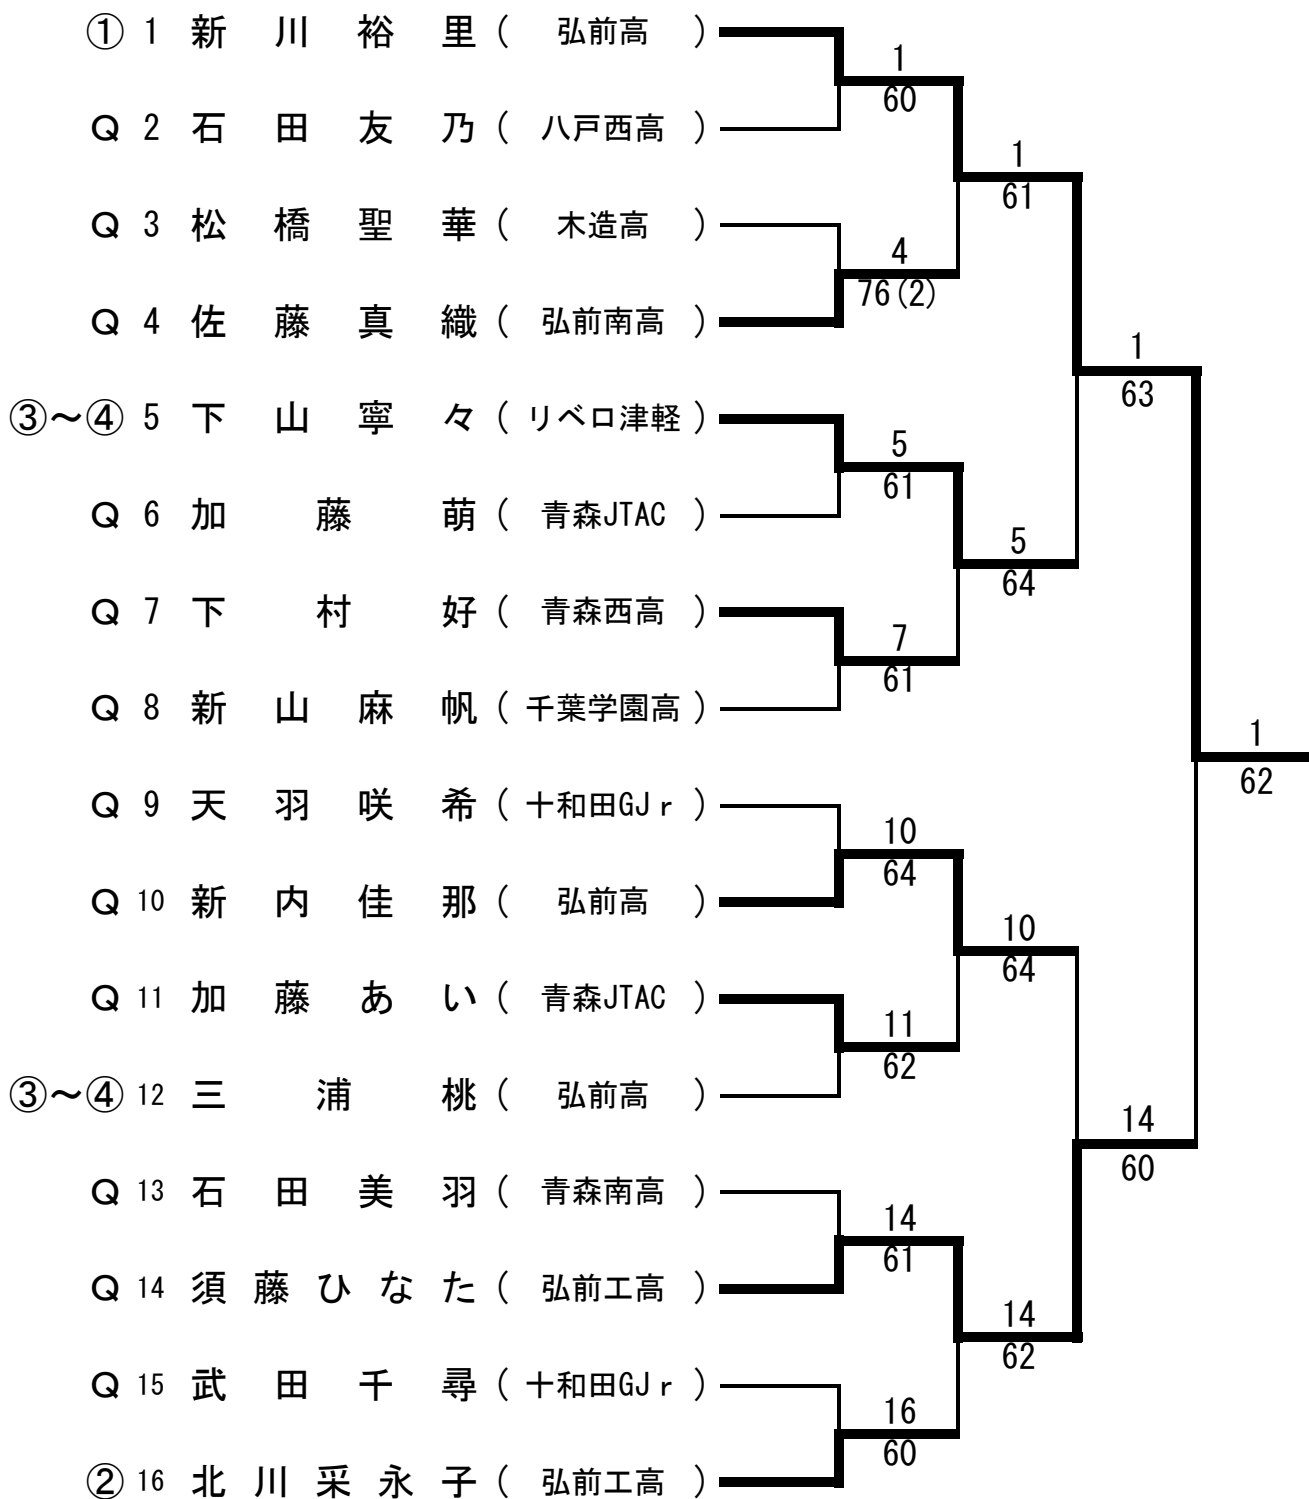 ① 1 新川裕里 ( 弘前高 )
1
60
Q 2 石田友乃 ( 八戸西高 )
1
61
Q 3 松橋聖華 ( 木造高 )
4
76(2)
Q 4 佐藤真織 ( 弘前南高 )
1
63
③～④ 5 下山寧々 ( リベロ津軽 )
5
61
Q 6 加藤萌 ( 青森JTAC )
5
64
Q 7 下村好 ( 青森西高 )
7
61
Q 8 新山麻帆 ( 千葉学園高 )
1
62
Q 9 天羽咲希 ( 十和田GJr )
10
64
Q 10 新内佳那 ( 弘前高 )
10
64
Q 11 加藤あい ( 青森JTAC )
11
62
③～④ 12 三浦桃 ( 弘前高 )
14
60
Q 13 石田美羽 ( 青森南高 )
14
61
Q 14 須藤ひなた ( 弘前工高 )
14
62
Q 15 武田千尋 ( 十和田GJr )
16
60
② 16 北川采永子 ( 弘前工高 )